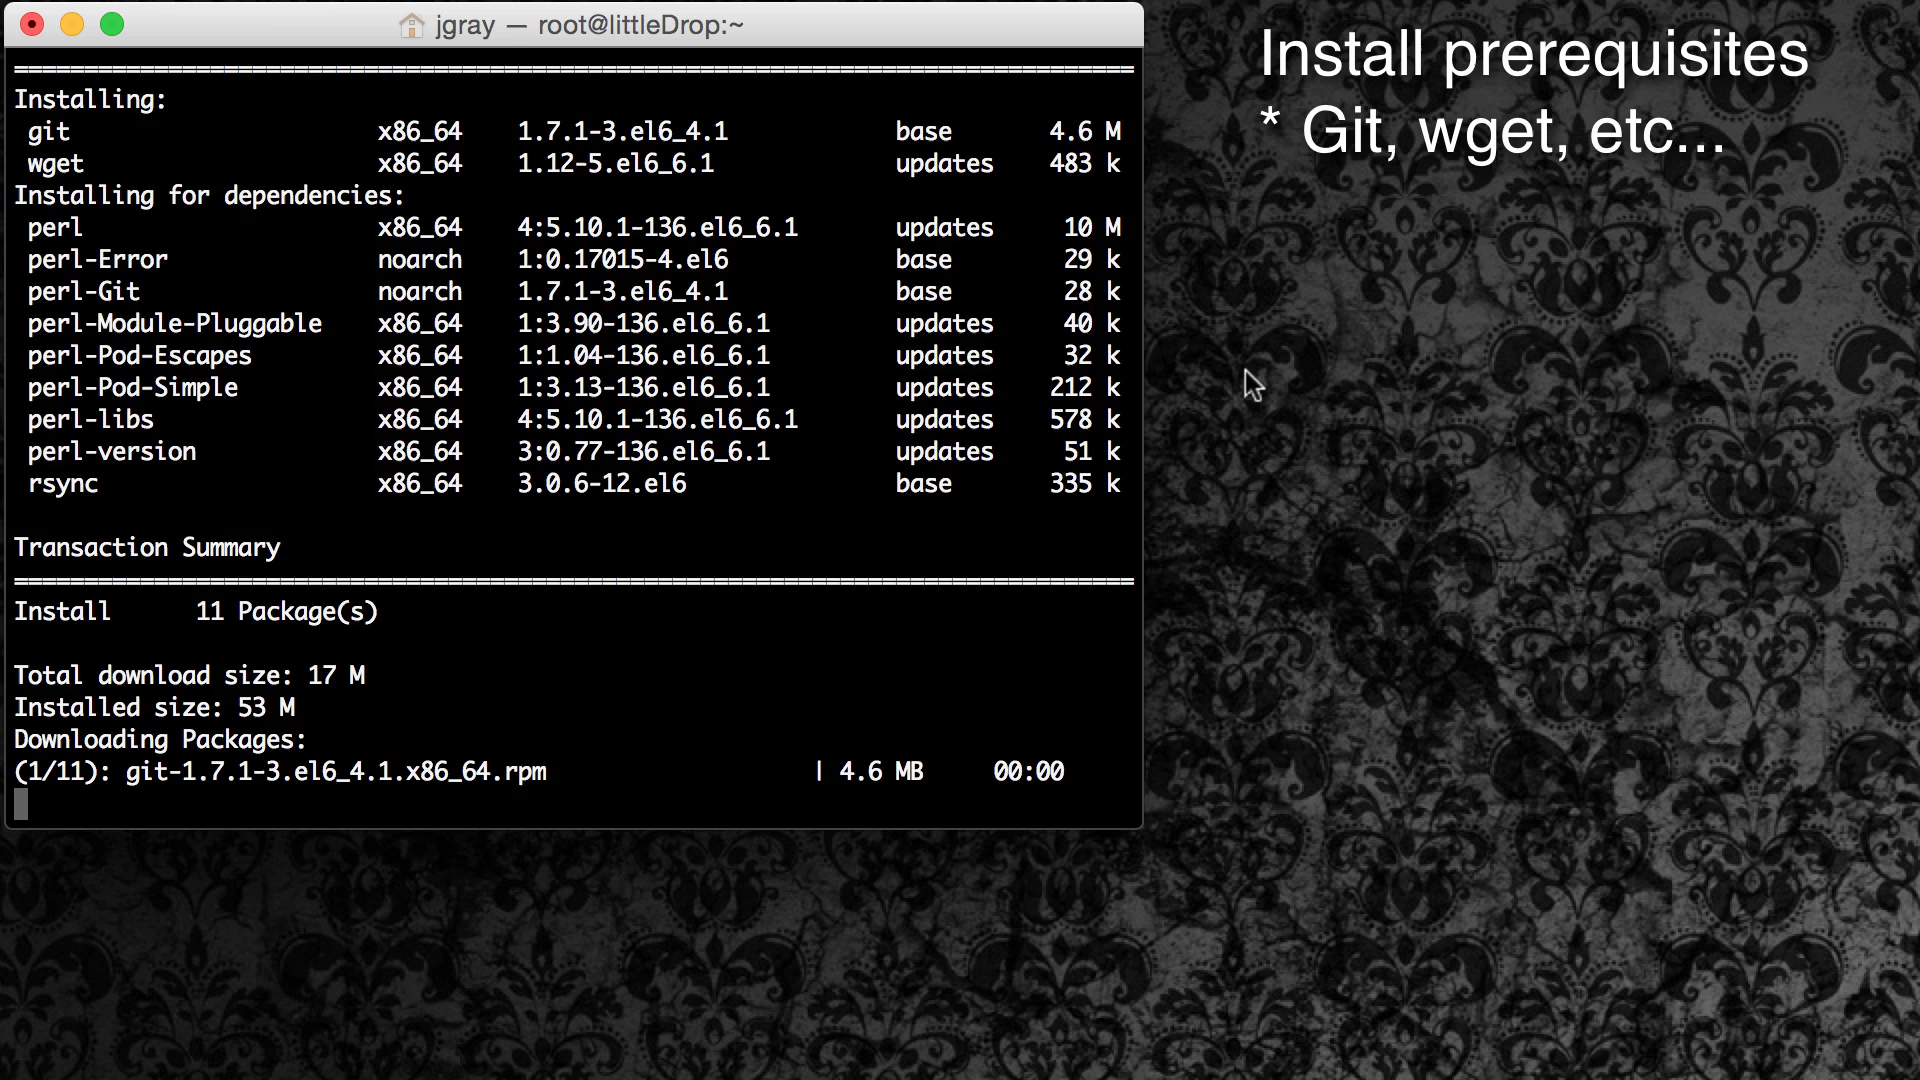 jgray — root@littleDrop:~
================================================================================
Installing:
git x86_64 1.7.1-3.el6_4.1 base 4.6 M
wget x86_64 1.12-5.el6_6.1 updates 483 k
Installing for dependencies:
perl x86_64 4:5.10.1-136.el6_6.1 updates 10 M
perl-Error noarch 1:0.17015-4.el6 base 29 k
perl-Git noarch 1.7.1-3.el6_4.1 base 28 k
perl-Module-Pluggable x86_64 1:3.90-136.el6_6.1 updates 40 k
perl-Pod-Escapes x86_64 1:1.04-136.el6_6.1 updates 32 k
perl-Pod-Simple x86_64 1:3.13-136.el6_6.1 updates 212 k
perl-libs x86_64 4:5.10.1-136.el6_6.1 updates 578 k
perl-version x86_64 3:0.77-136.el6_6.1 updates 51 k
rsync x86_64 3.0.6-12.el6 base 335 k
Transaction Summary
================================================================================
Install 11 Package(s)
Total download size: 17 M
Installed size: 53 M
Downloading Packages:
(1/11): git-1.7.1-3.el6_4.1.x86_64.rpm | 4.6 MB 00:00
Install prerequisites
* Git, wget, etc...